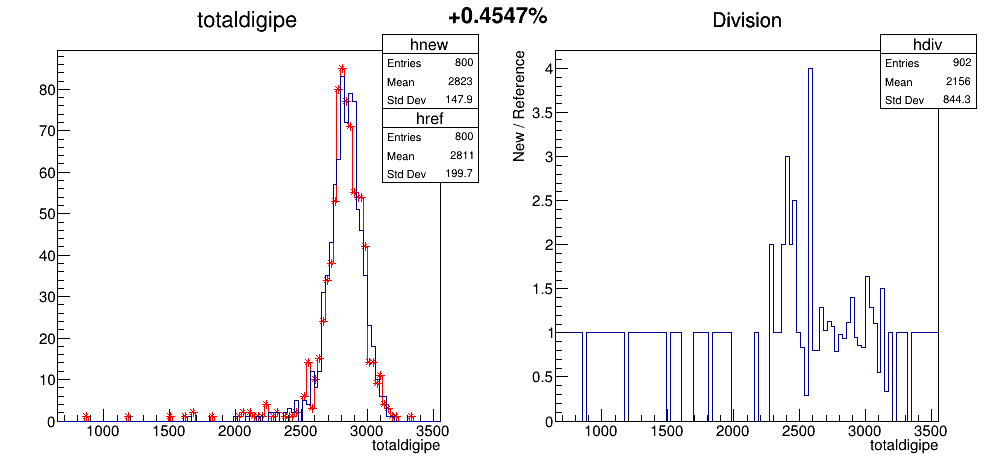 totaldigipe
+0.4547%
Division
hnew
Entries 800
Mean 2823
Std Dev 147.9
href
Entries 800
Mean 2811
Std Dev 199.7
80
70
60
50
40
30
20
10
0
1000 1500 2000 2500 3000 3500
totaldigipe
hdiv
Entries 902
Mean 2156
Std Dev 844.3
New / Reference
4
3.5
3
2.5
2
1.5
1
0.5
0
1000 1500 2000 2500 3000 3500
totaldigipe